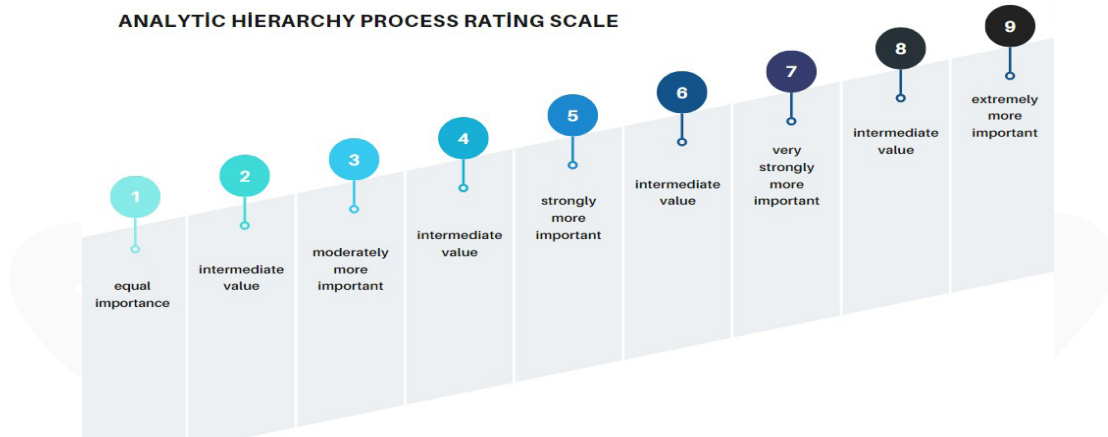 ANALYTİC HİERARCHY PROCESS RATİNG SCALE
1
equal
importance
2
intermediate
value
3
moderately
more
important
4
intermediate
value
5
strongly
more
important
6
intermediate
value
7
very
strongly
more
important
8
intermediate
value
9
extremely
more
important